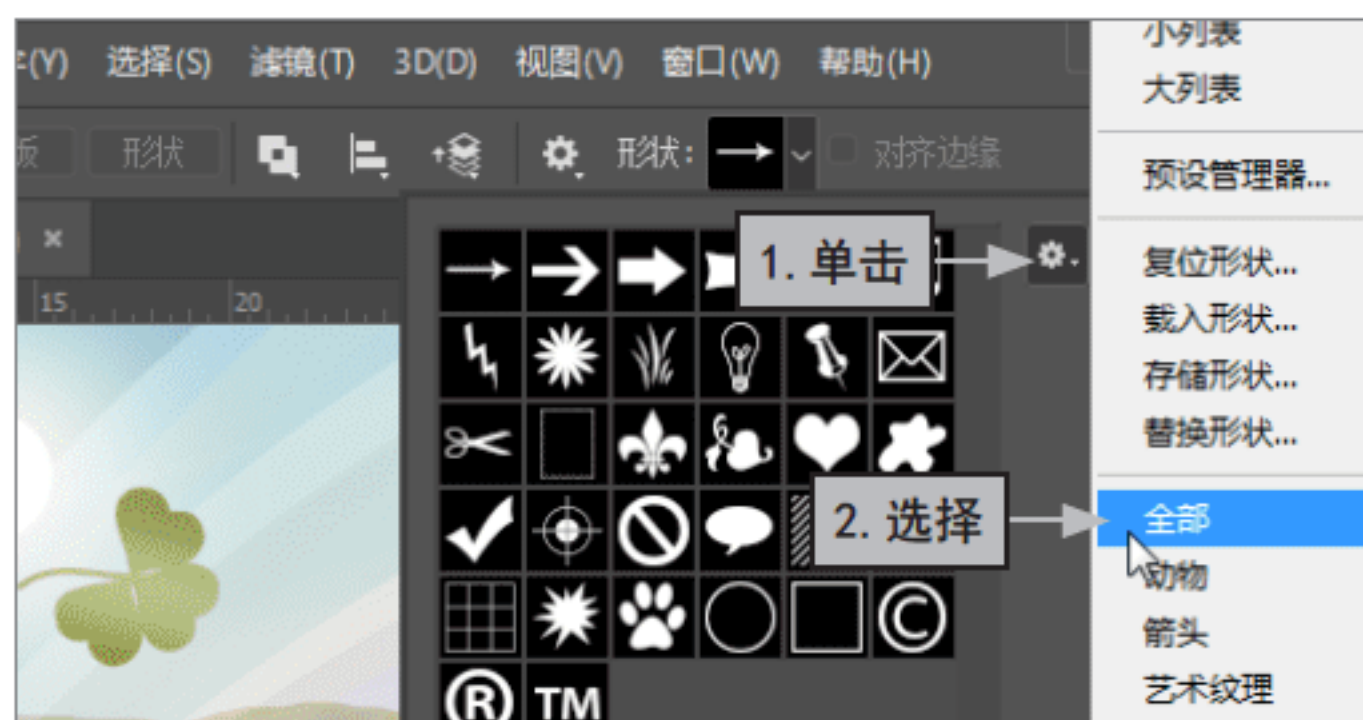 (Y) 选择(S) 滤镜(T) 3D(D) 视图(V) 窗口(W) 帮助(H)
形状 形状: 对齐边缘
15 20
1. 单击
2. 选择
©
® TM
小列表
大列表
预设管理器...
复位形状...
载入形状...
存储形状...
替换形状...
全部
动物
箭头
艺术纹理